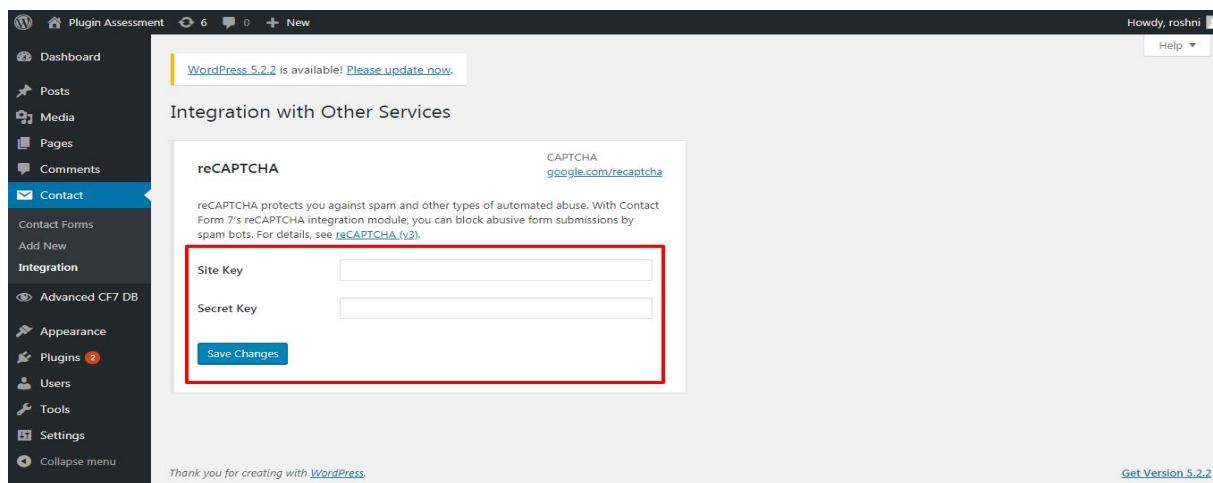 Plugin Assessment 6 0 + New Howdy, roshni
Help ▼
Dashboard
Posts
Media
Pages
Comments
Contact
Contact Forms
Add New
Integration
Advanced CF7 DB
Appearance
Plugins 2
Users
Tools
Settings
Collapse menu
WordPress 5.2.2 is available! Please update now.
Integration with Other Services
reCAPTCHA
CAPTCHA
google.com/recaptcha
reCAPTCHA protects you against spam and other types of automated abuse. With Contact
Form 7's reCAPTCHA integration module, you can block abusive form submissions by
spam bots. For details, see reCAPTCHA (v3).
Site Key
Secret Key
Save Changes
Thank you for creating with WordPress.
Get Version 5.2.2